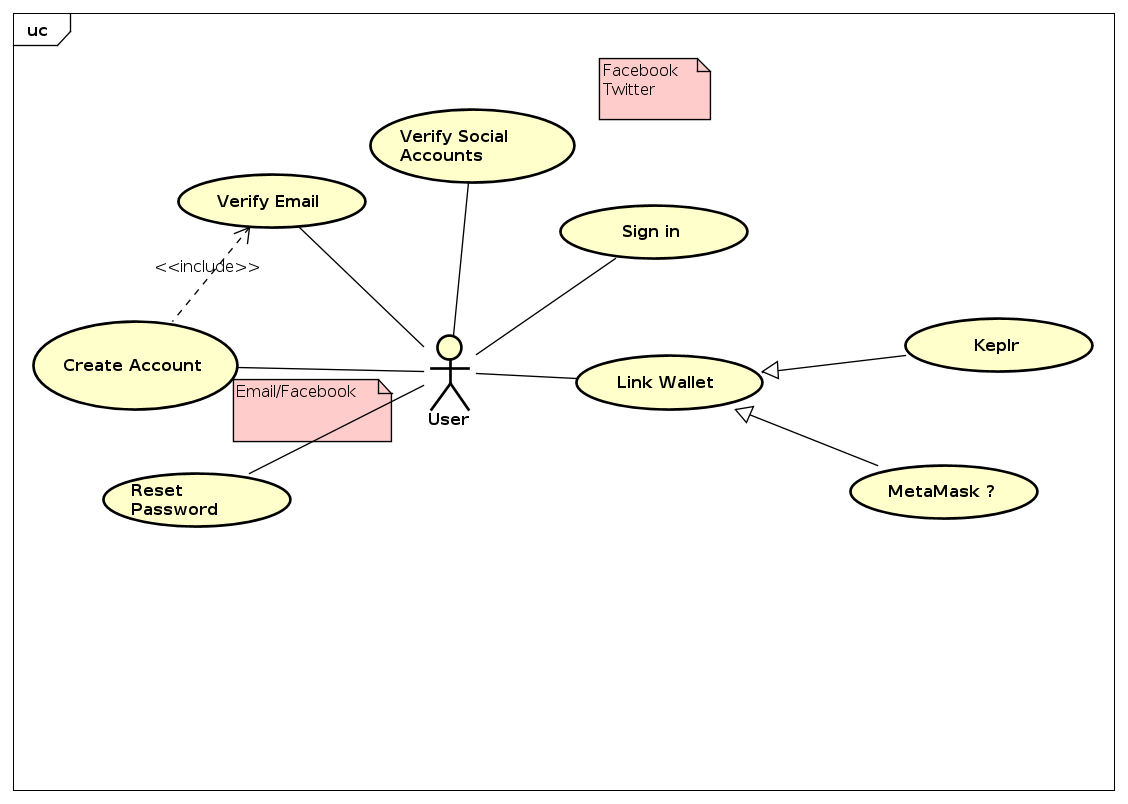 uc
Facebook
Twitter
Verify Social
Accounts
Verify Email
Sign in
<<include>>
Keplr
Create Account
Link Wallet
Email/Facebook
User
Reset
Password
MetaMask ?